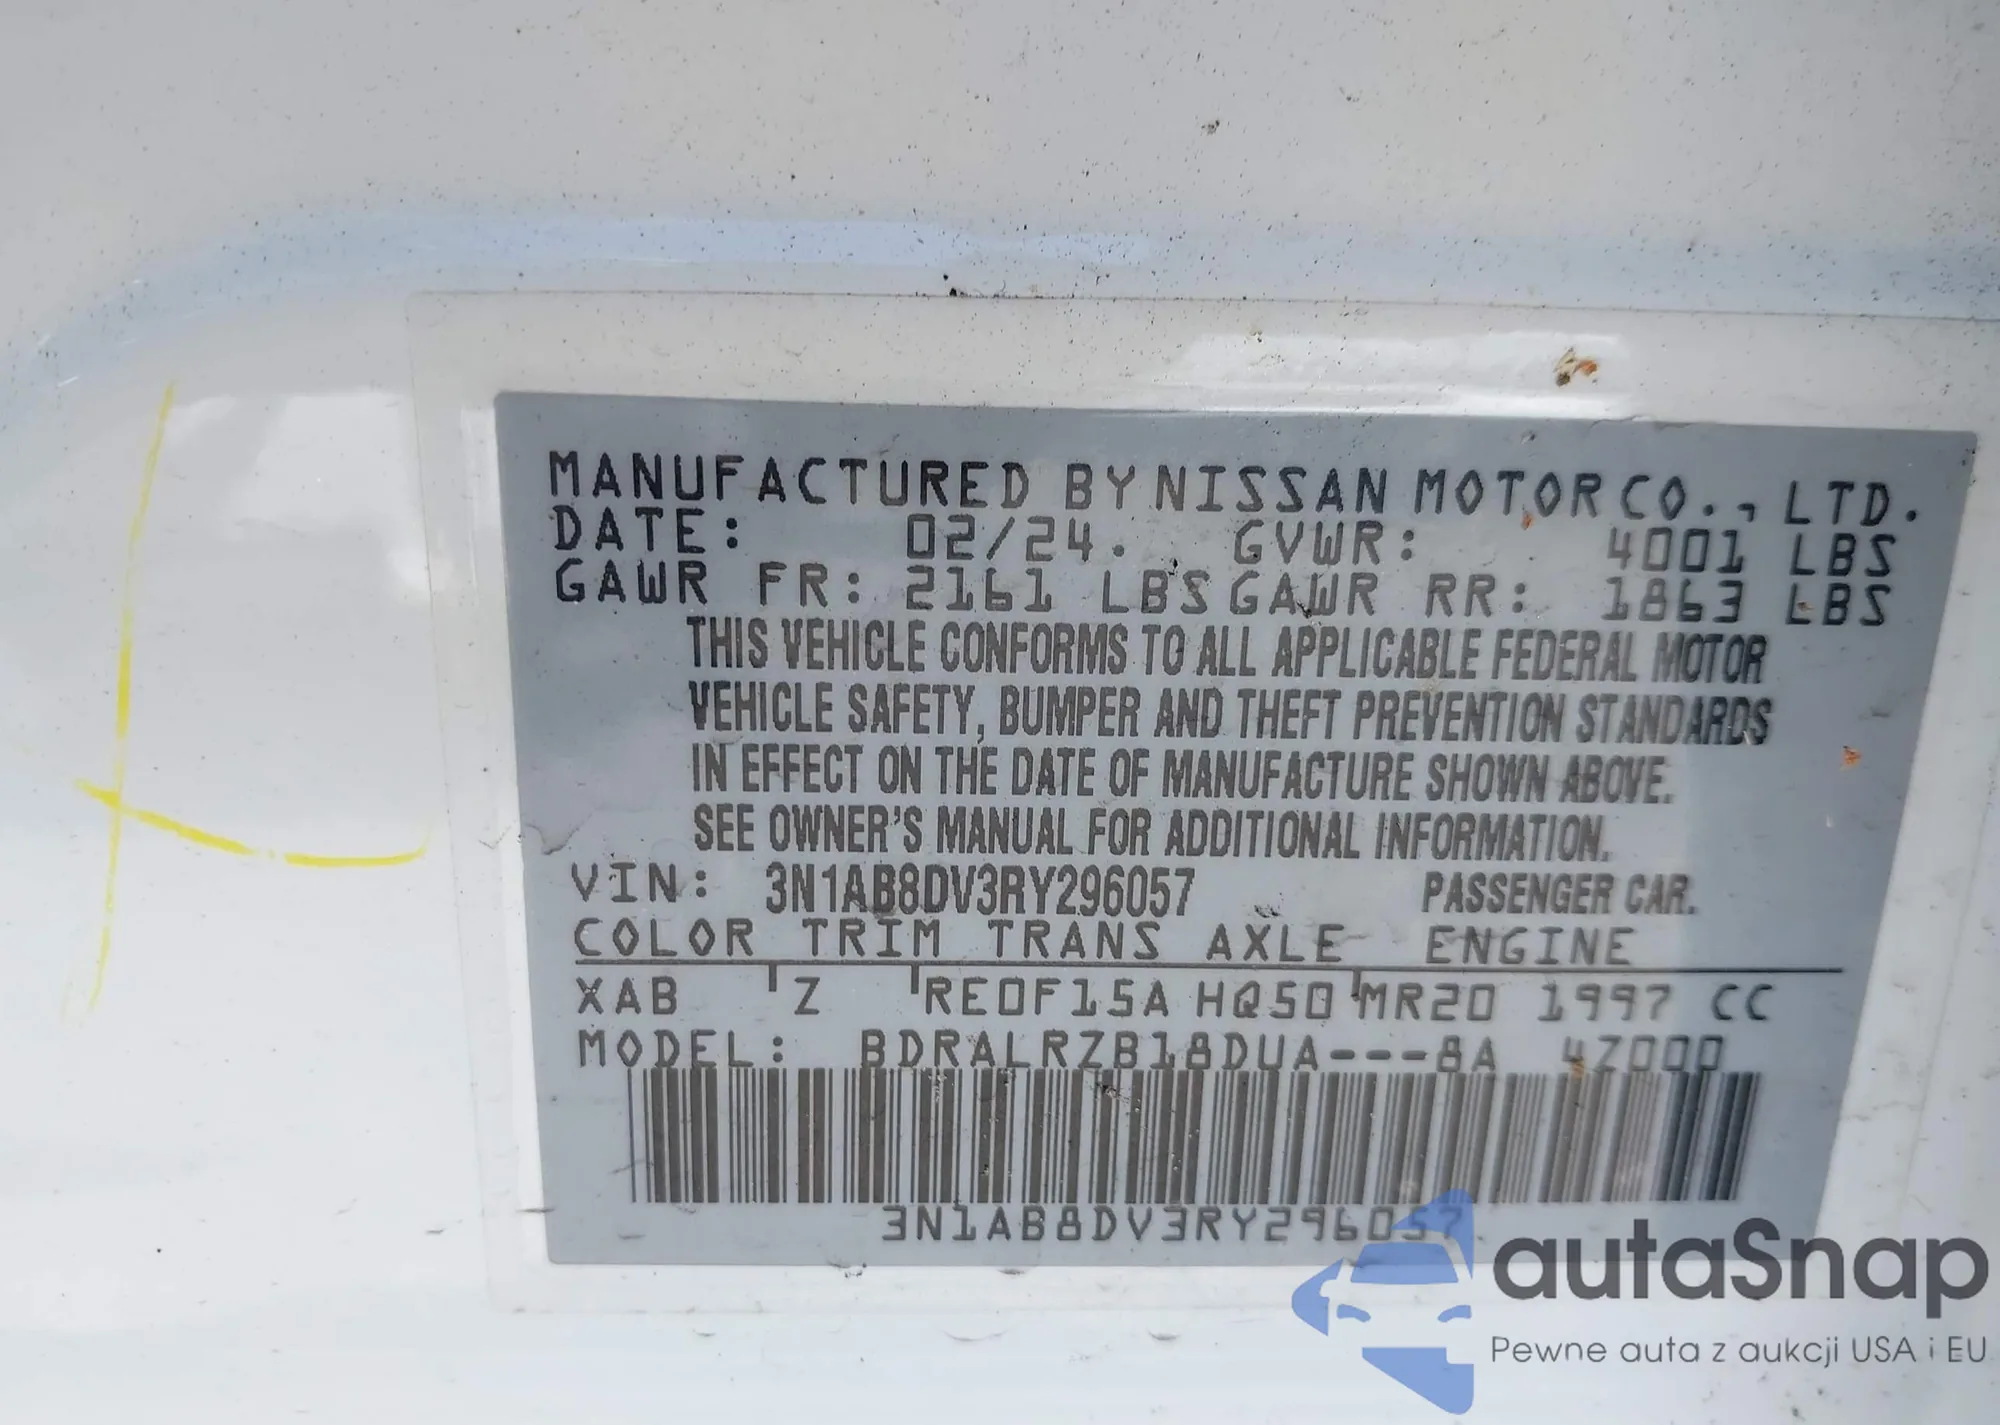 MANUFACTURED BY NISSAN MOTOR CO., LTD.
DATE: 02/24. GVWR: 4001 LBS
GAWR FR: 2161 LBS GAWR RR: 1863 LBS
THIS VEHICLE CONFORMS TO ALL APPLICABLE FEDERAL MOTOR
VEHICLE SAFETY, BUMPER AND THEFT PREVENTION STANDARDS
IN EFFECT ON THE DATE OF MANUFACTURE SHOWN ABOVE.
SEE OWNER'S MANUAL FOR ADDITIONAL INFORMATION.
VIN: 3N1AB8DV3RY296057 PASSENGER CAR.
COLOR TRIM TRANS AXLE ENGINE
XAB Z RE0F15A HQ50 MR20 1997 CC
MODEL: BDRALRZB18DUA---8A 4Z000
3N1AB8DV3RY296057
autaSnap
Pewne auta z aukcji USA i EU